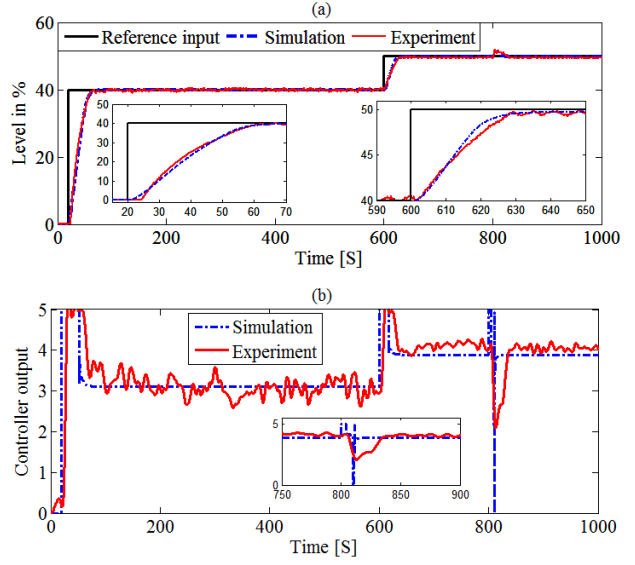 (a)
60
50
40
30
20
10
0
Level in %
Reference input Simulation Experiment
50
40
30
20
10
0
20 30 40 50 60 70
50
45
40
590 600 610 620 630 640 650
0 200 400 600 800 1000
Time [S]
(b)
5
4
3
2
1
0
Controller output
Simulation
Experiment
5
0
750 800 850 900
0 200 400 600 800 1000
Time [S]